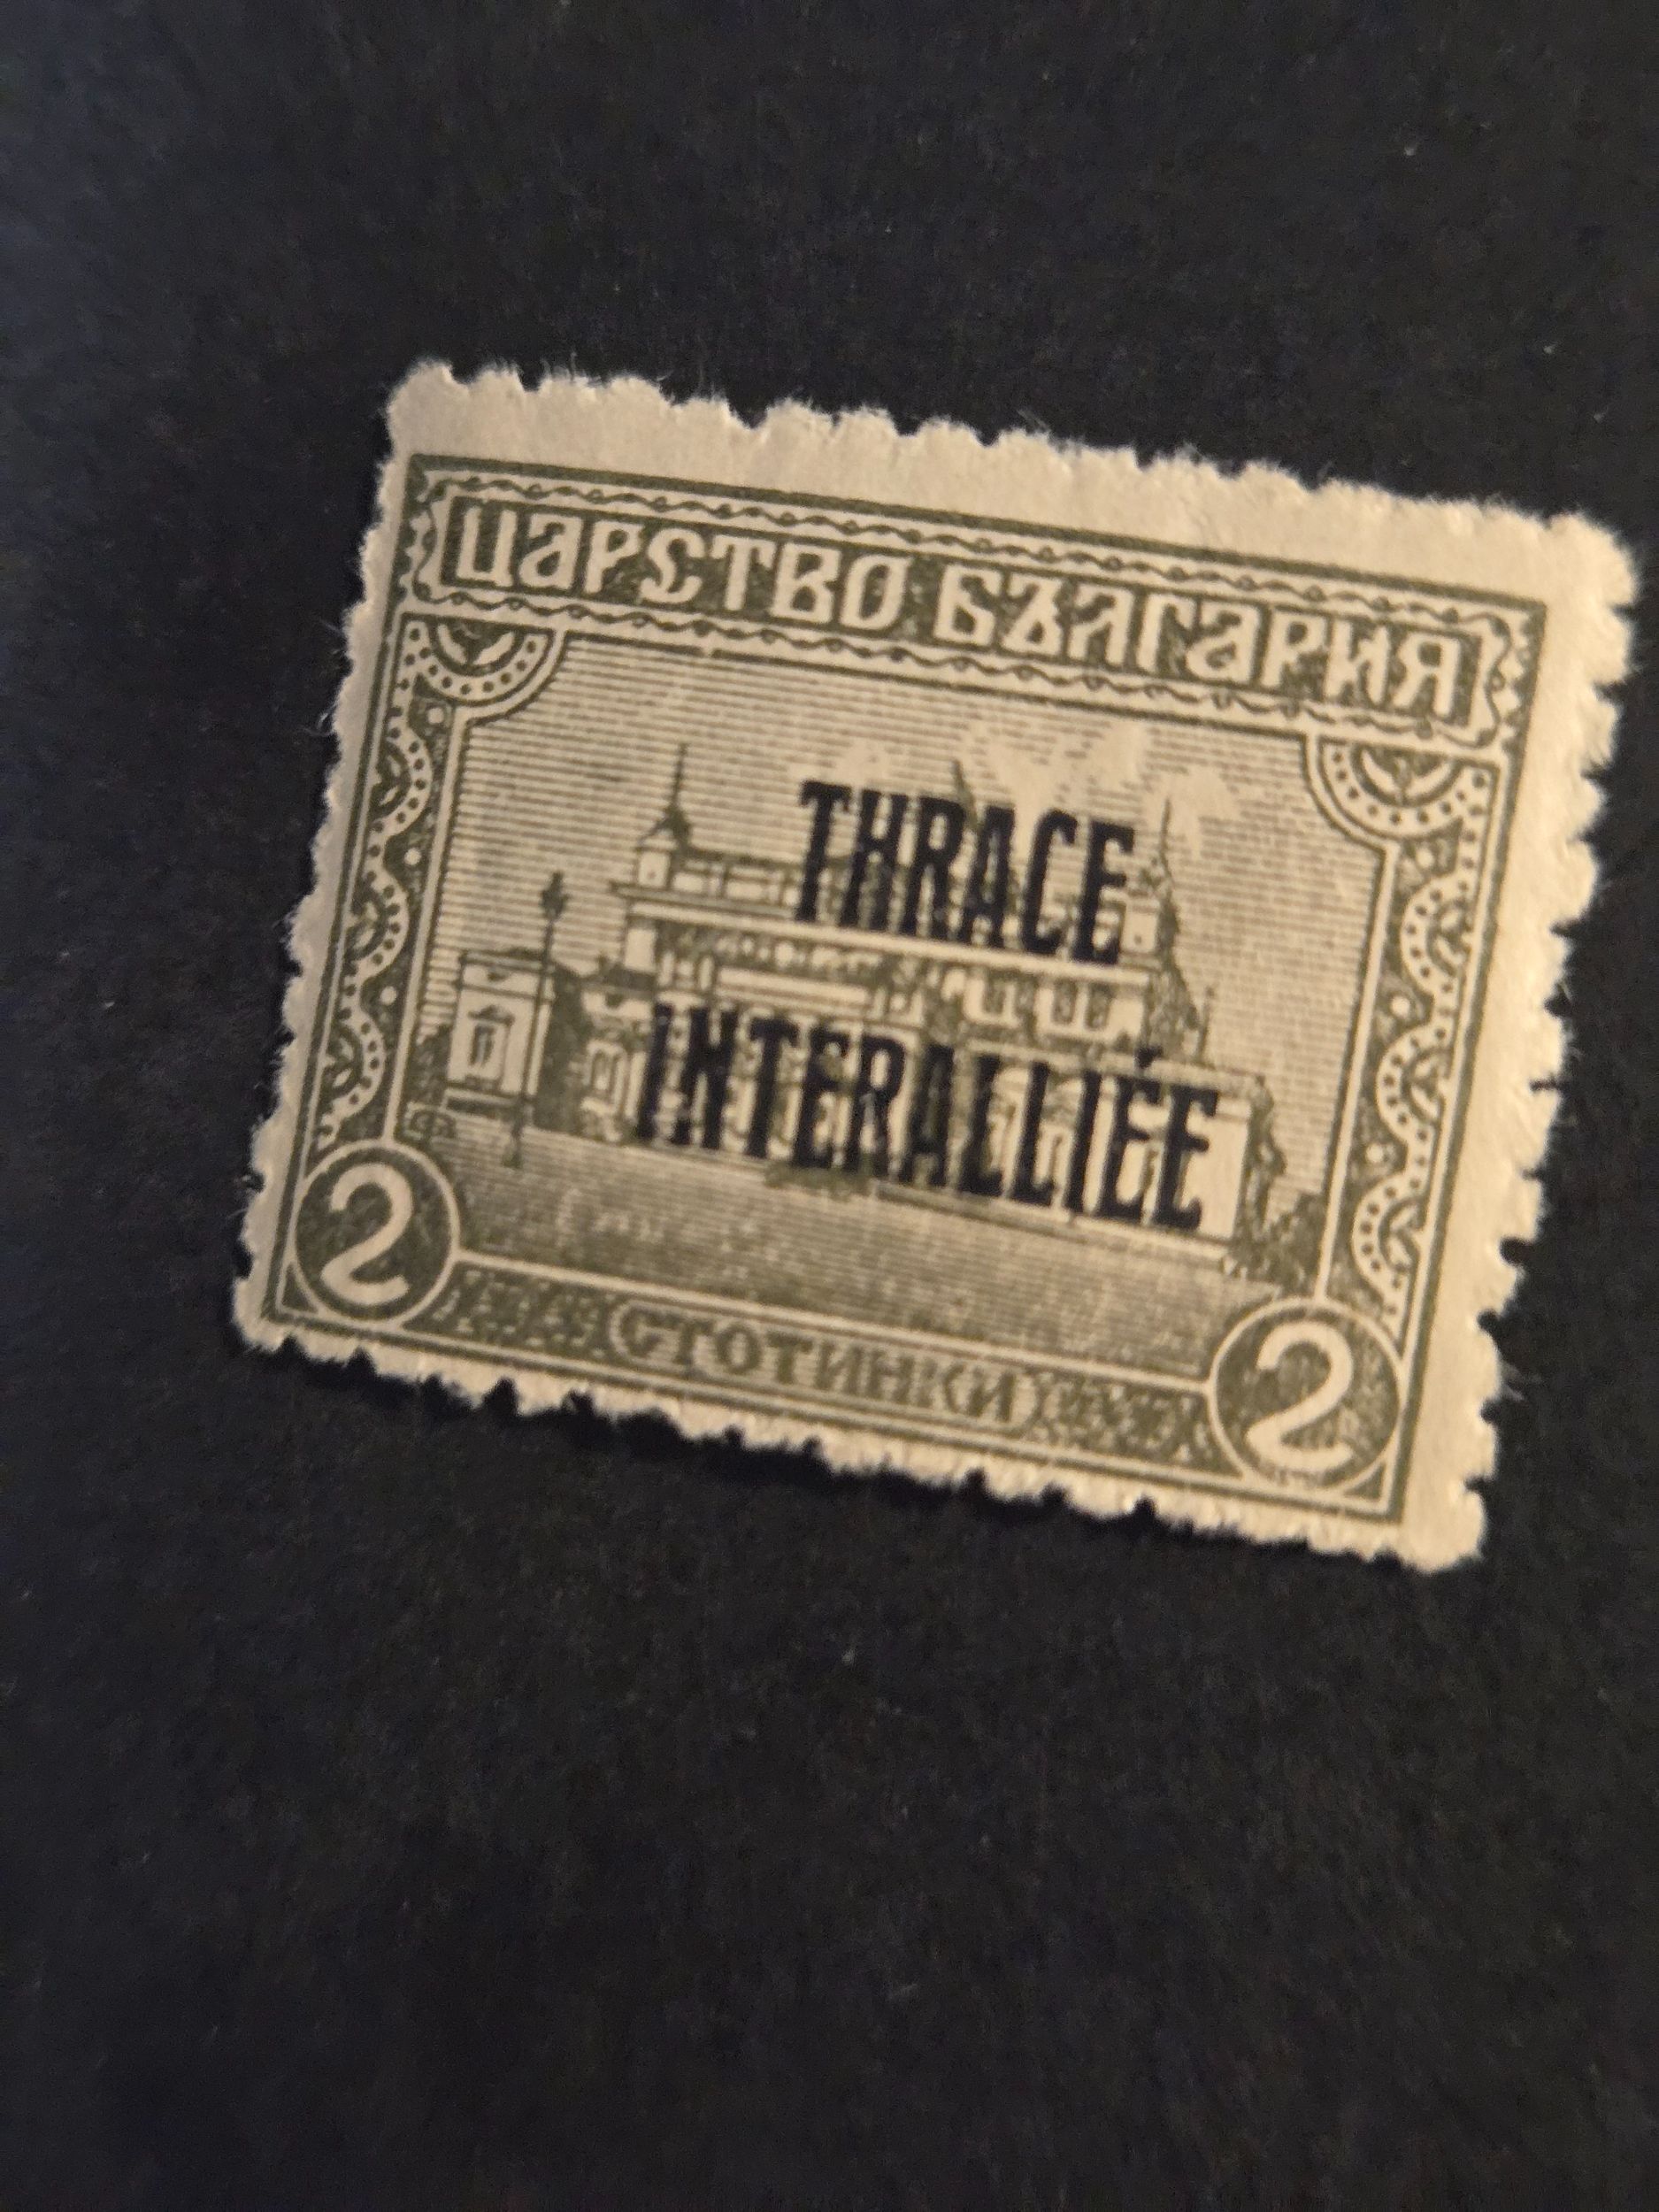 ЦАРСТВО БЪЛГАРИЯ
THRACE
INTERALLIÉE
2 СТОТИНКИ 2